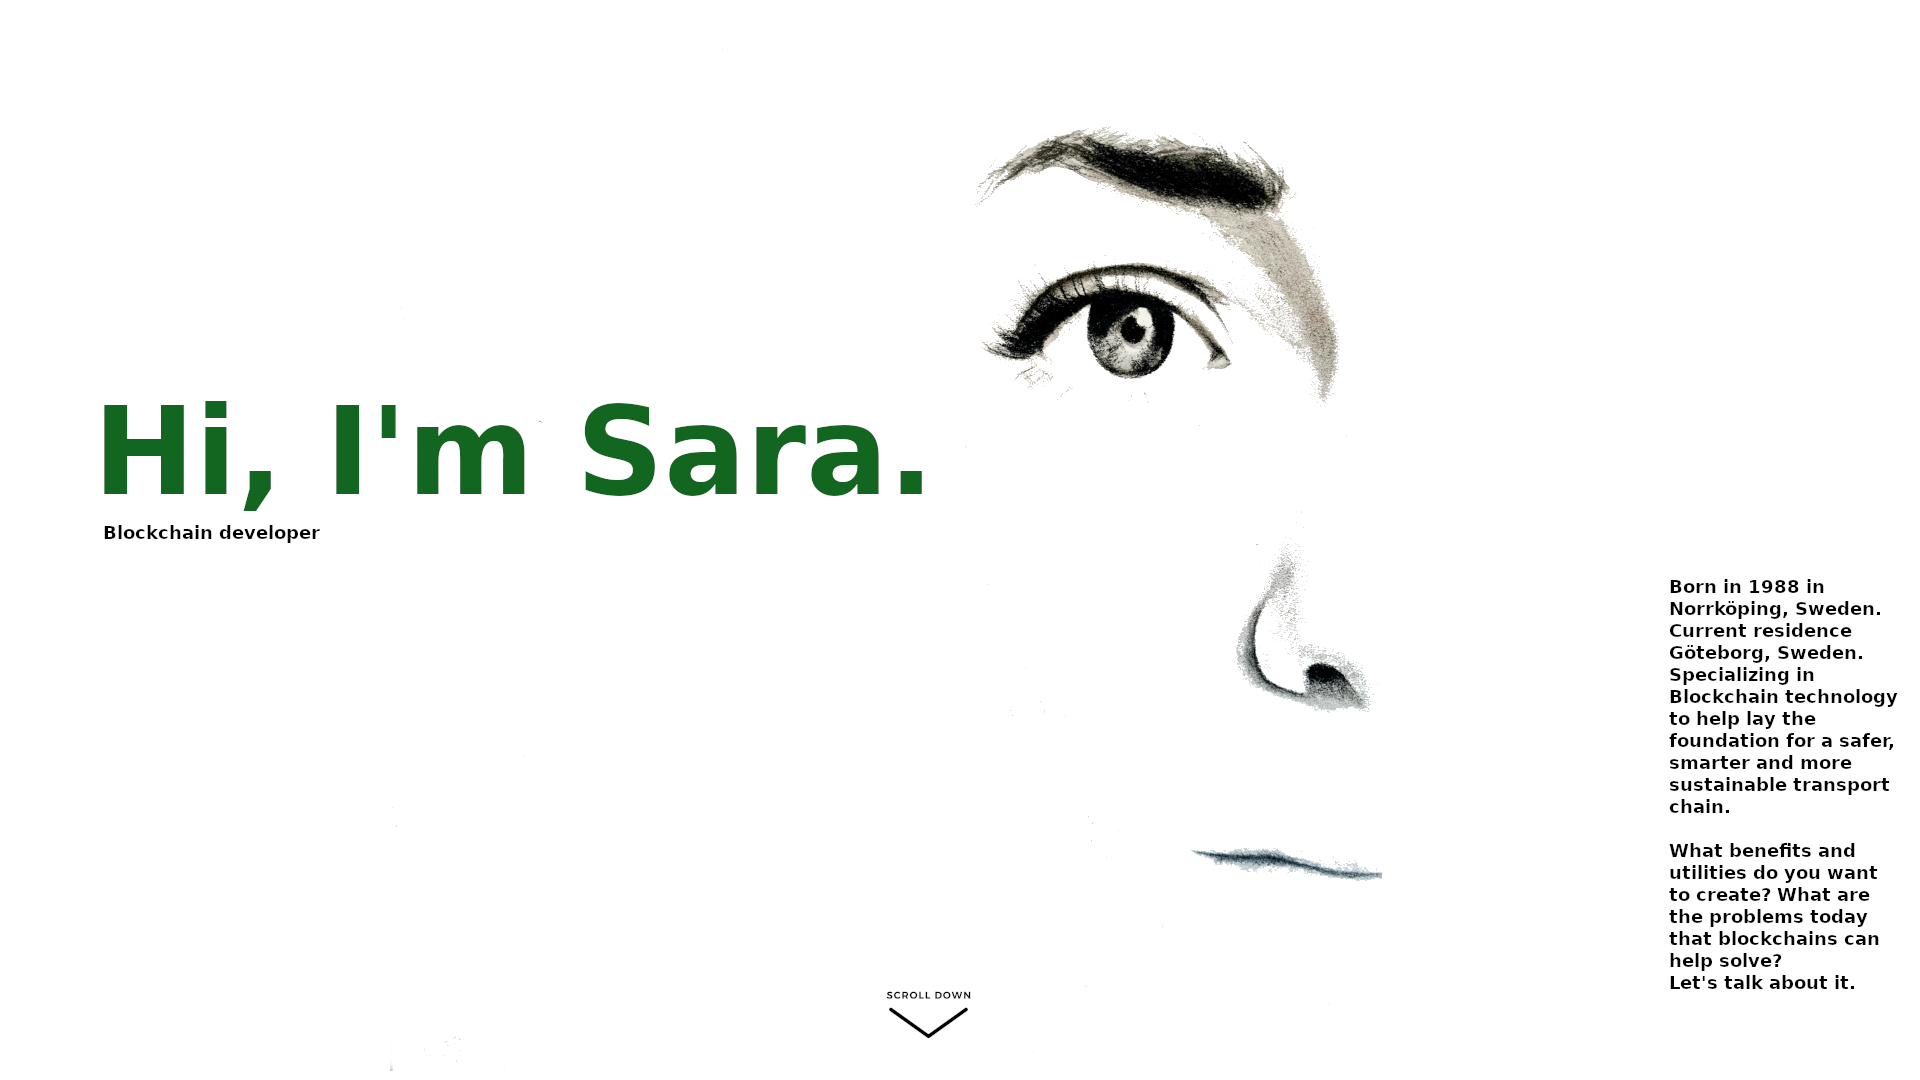 Hi, I'm Sara.
Blockchain developer
Born in 1988 in
Norrköping, Sweden.
Current residence
Göteborg, Sweden.
Specializing in
Blockchain technology
to help lay the
foundation for a safer,
smarter and more
sustainable transport
chain.
What benefits and
utilities do you want
to create? What are
the problems today
that blockchains can
help solve?
Let's talk about it.
SCROLL DOWN